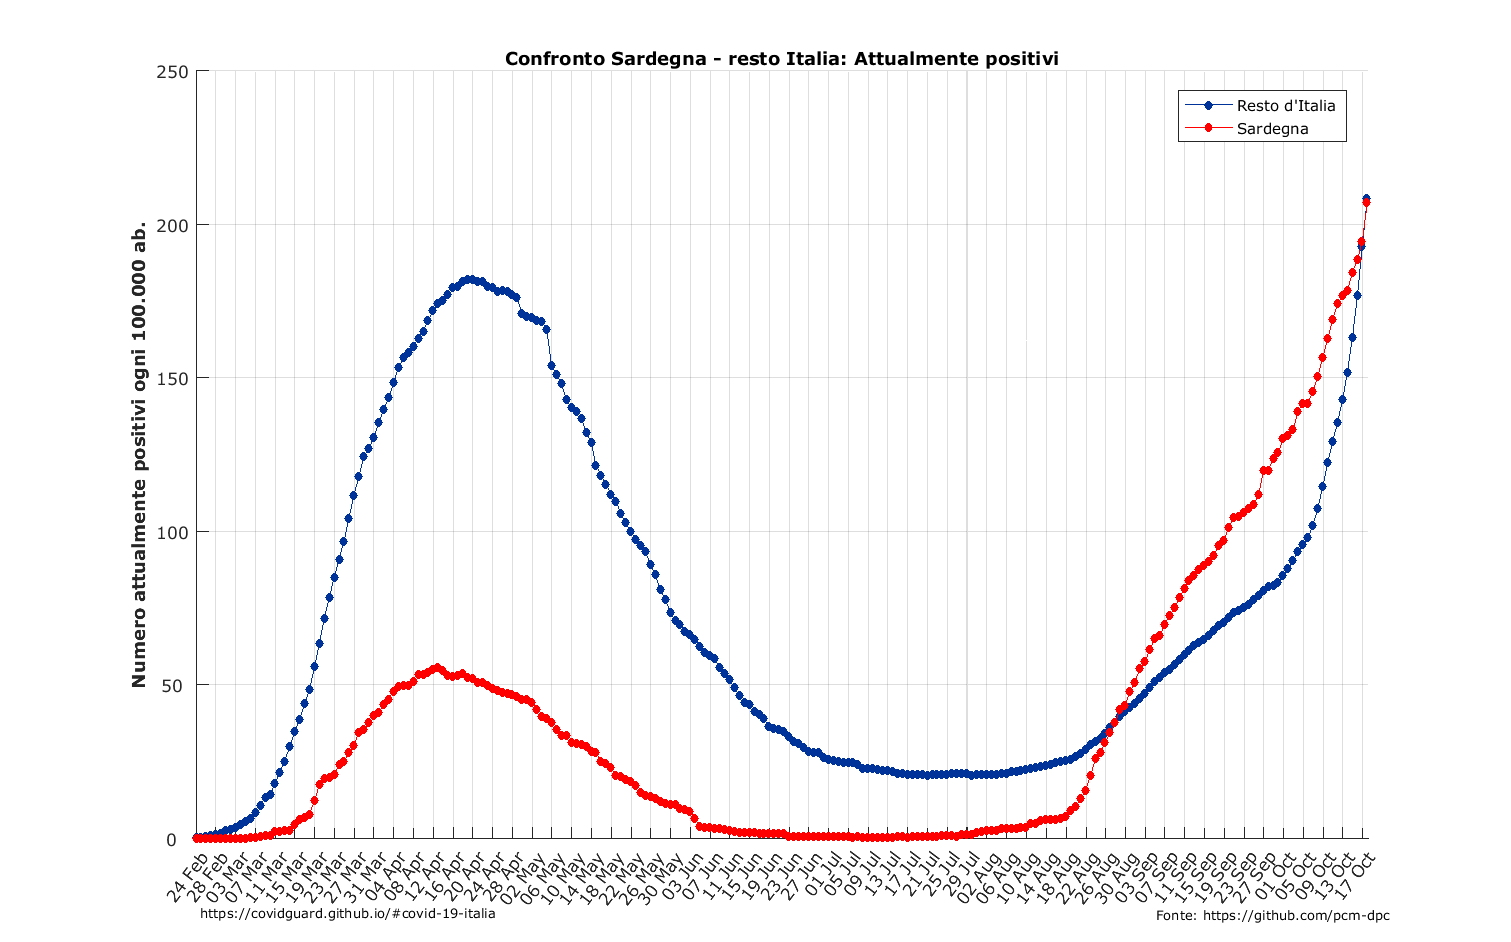 Confronto Sardegna - resto Italia: Attualmente positivi
Numero attualmente positivi ogni 100.000 ab.
250
200
150
100
50
0
Resto d'Italia
Sardegna
24 Feb
28 Feb
03 Mar
07 Mar
11 Mar
15 Mar
19 Mar
23 Mar
27 Mar
31 Mar
04 Apr
08 Apr
12 Apr
16 Apr
20 Apr
24 Apr
28 Apr
02 May
06 May
10 May
14 May
18 May
22 May
26 May
30 May
03 Jun
07 Jun
11 Jun
15 Jun
19 Jun
23 Jun
27 Jun
01 Jul
05 Jul
09 Jul
13 Jul
17 Jul
21 Jul
25 Jul
29 Jul
02 Aug
06 Aug
10 Aug
14 Aug
18 Aug
22 Aug
26 Aug
30 Aug
03 Sep
07 Sep
11 Sep
15 Sep
19 Sep
23 Sep
27 Sep
01 Oct
05 Oct
09 Oct
13 Oct
17 Oct
https://covidguard.github.io/#covid-19-italia
Fonte: https://github.com/pcm-dpc